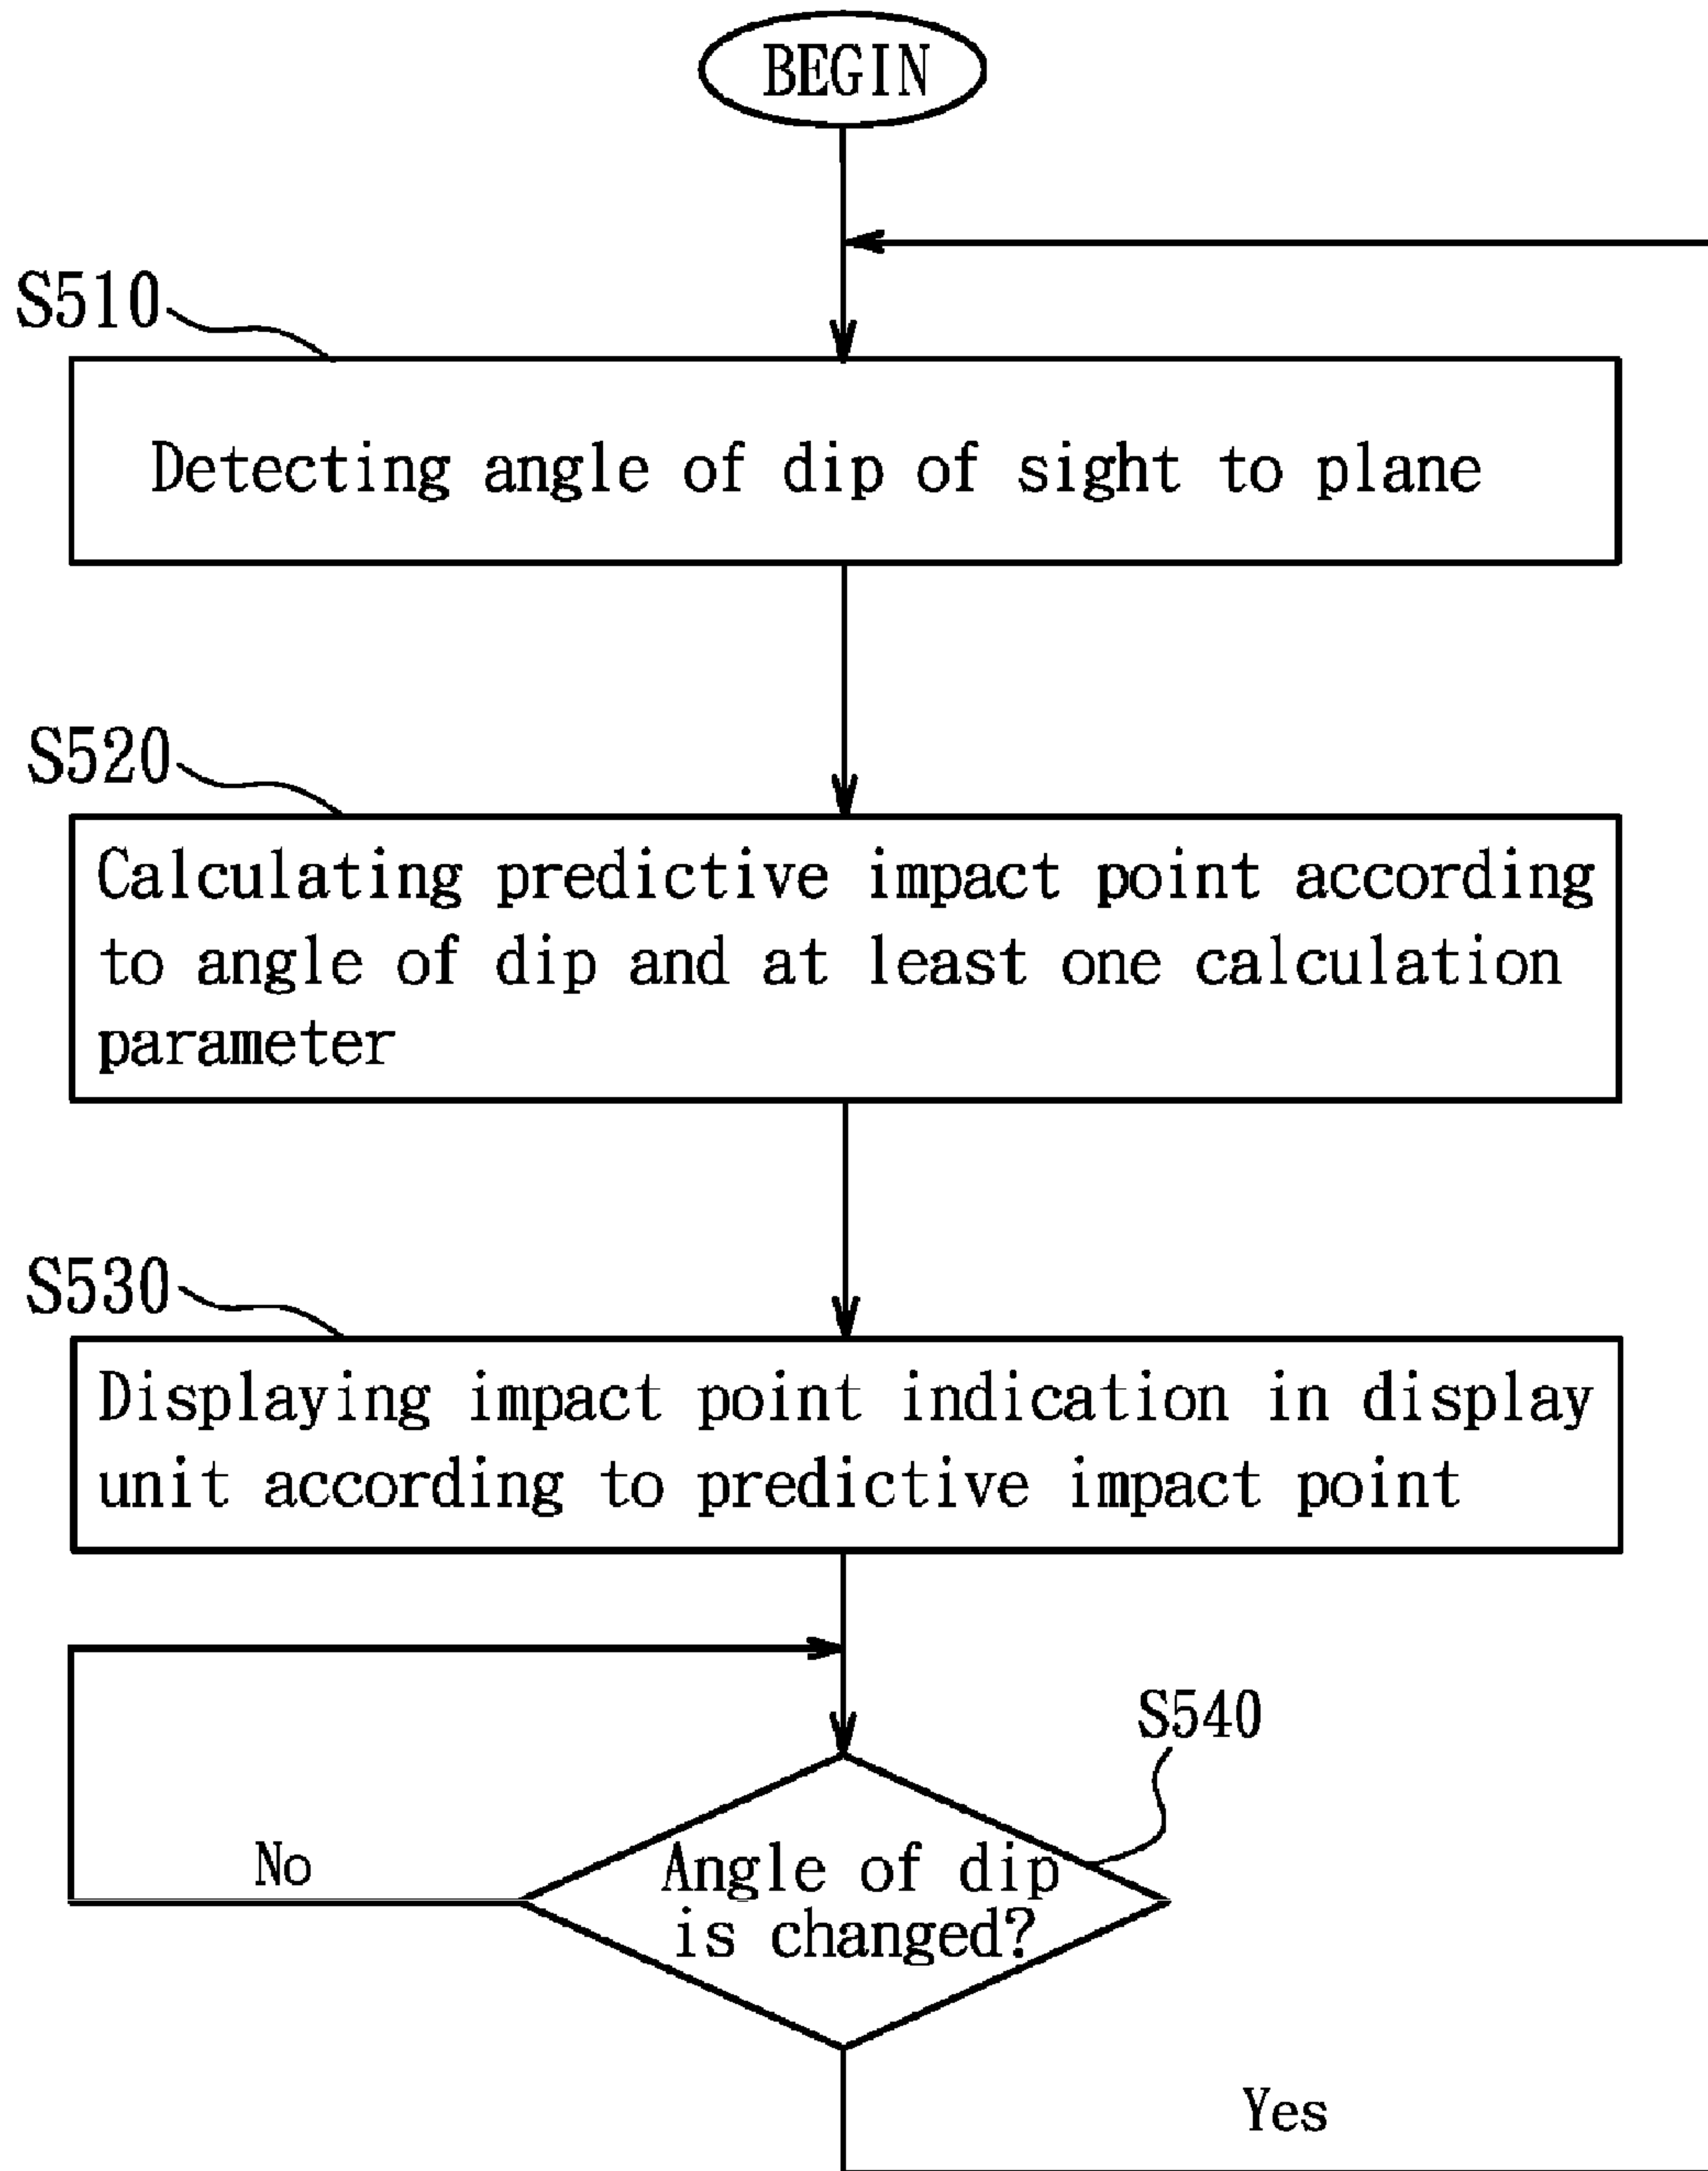 BEGIN
S510
Detecting angle of dip of sight to plane
S520
Calculating predictive impact point according
to angle of dip and at least one calculation
parameter
S530
Displaying impact point indication in display
unit according to predictive impact point
S540
No
Angle of dip
is changed?
Yes